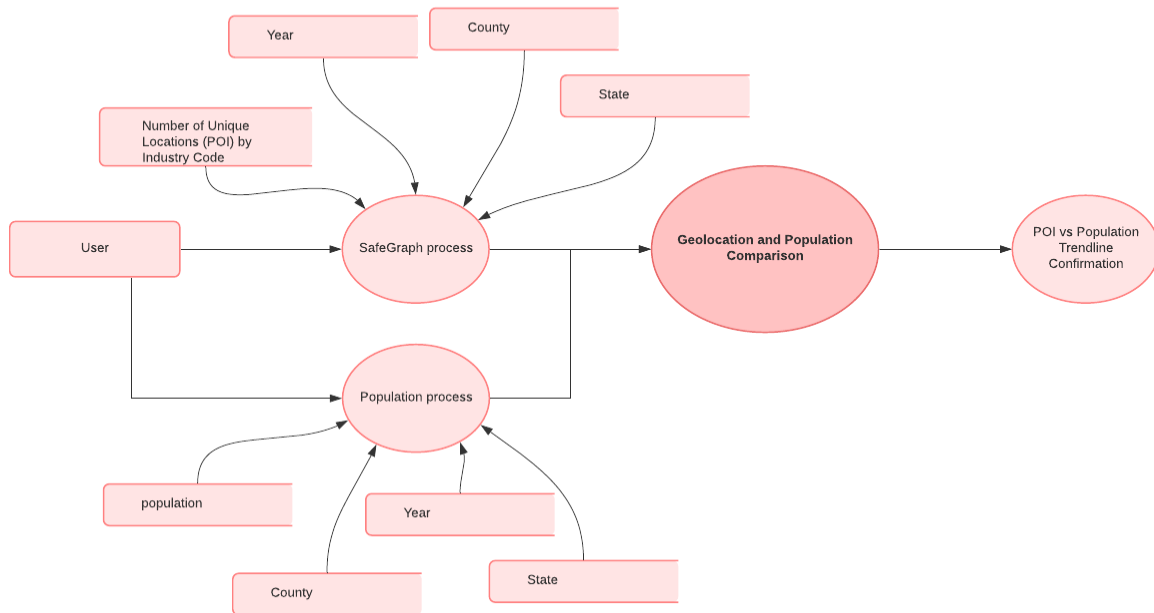 Year
County
State
Number of Unique
Locations (POI) by
Industry Code
User
SafeGraph process
Geolocation and Population
Comparison
POI vs Population
Trendline
Confirmation
Population process
population
Year
State
County